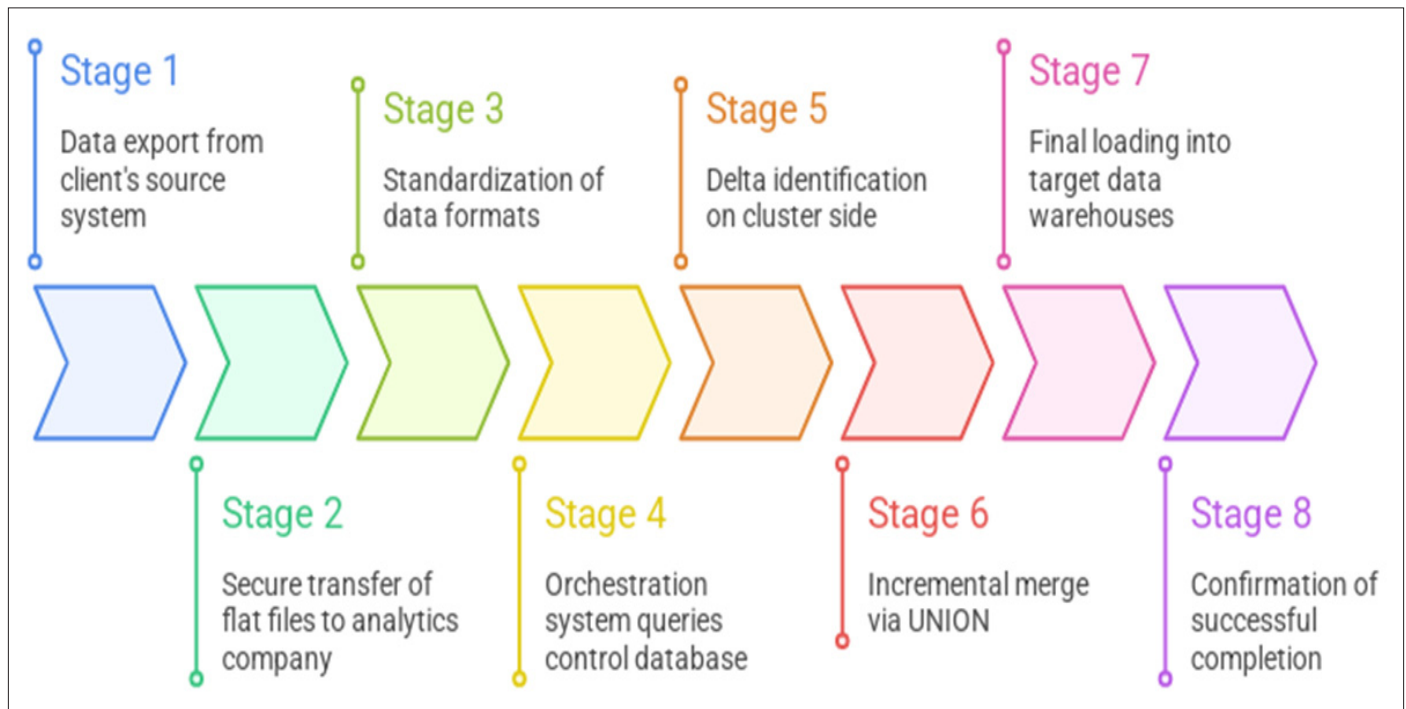 Stage 1
Data export from
client's source
system
Stage 2
Secure transfer of
flat files to analytics
company
Stage 3
Standardization of
data formats
Stage 4
Orchestration
system queries
control database
Stage 5
Delta identification
on cluster side
Stage 6
Incremental merge
via UNION
Stage 7
Final loading into
target data
warehouses
Stage 8
Confirmation of
successful
completion